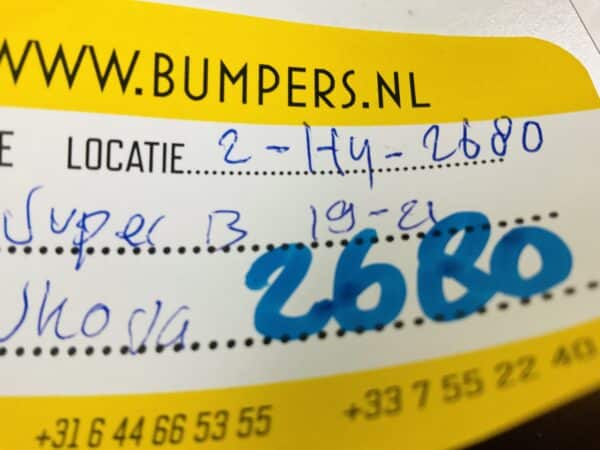 WWW.BUMPERS.NL
E LOCATIE 2-Hy-2680
Super B 19-21
Skoda 2680
+31 6 44 66 53 55 +33 7 55 22 40